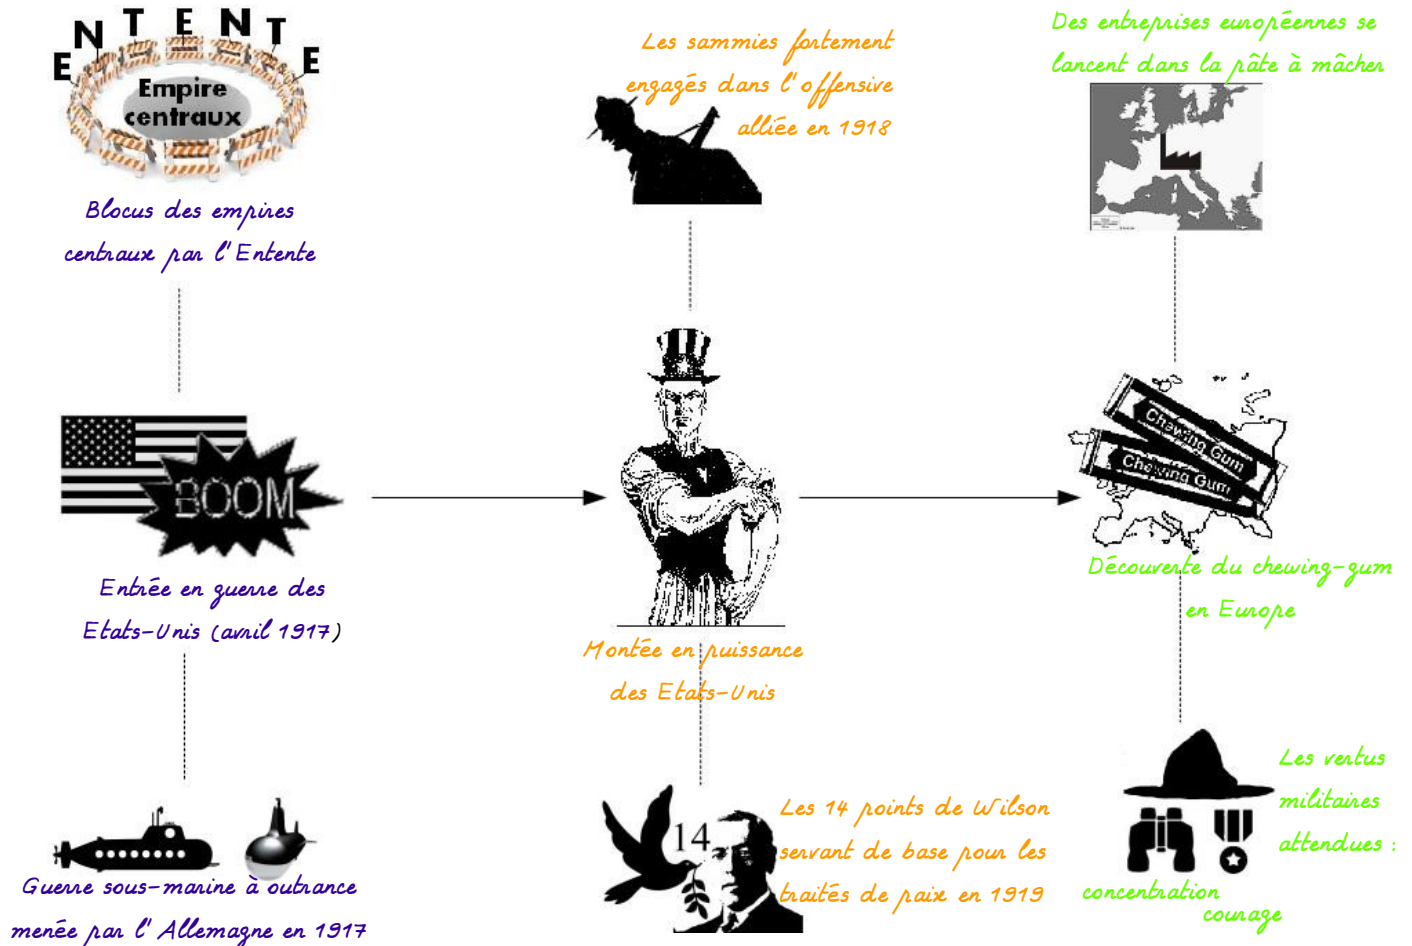 ENTENTE
Empire
centraux
Blocus des empires
centraux par l'Entente
BOOM
Entrée en guerre des
Etats-Unis (avril 1917)
Guerre sous-marine à outrance
menée par l'Allemagne en 1917
Les sammies fortement
engagés dans l'offensive
alliée en 1918
Montée en puissance
des Etats-Unis
14
Les 14 points de Wilson
servant de base pour les
traités de paix en 1919
Des entreprises européennes se
lancent dans la pâte à mâcher
Chewing Gum
Chewing Gum
Découverte du chewing-gum
en Europe
Les vertus
militaires
attendues :
concentration
courage